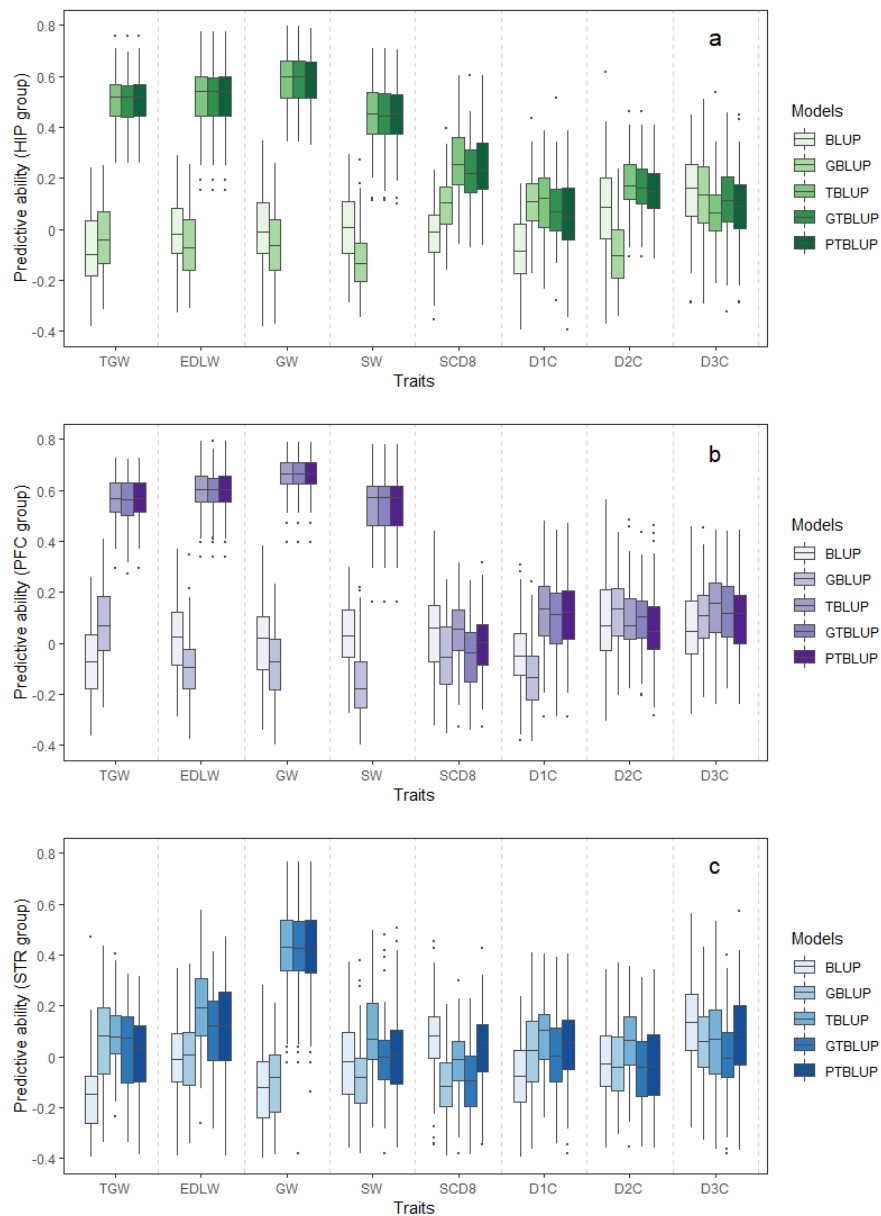 a
0.8
0.6
0.4
0.2
0
-0.2
-0.4
Predictive ability (HIP group)
TGW EDLW GW SW SCD8 D1C D2C D3C
Traits
Models
BLUP
GBLUP
TBLUP
GTBLUP
PTBLUP
b
0.8
0.6
0.4
0.2
0
-0.2
-0.4
Predictive ability (PFC group)
TGW EDLW GW SW SCD8 D1C D2C D3C
Traits
Models
BLUP
GBLUP
TBLUP
GTBLUP
PTBLUP
c
0.8
0.6
0.4
0.2
0
-0.2
-0.4
Predictive ability (STR group)
TGW EDLW GW SW SCD8 D1C D2C D3C
Traits
Models
BLUP
GBLUP
TBLUP
GTBLUP
PTBLUP